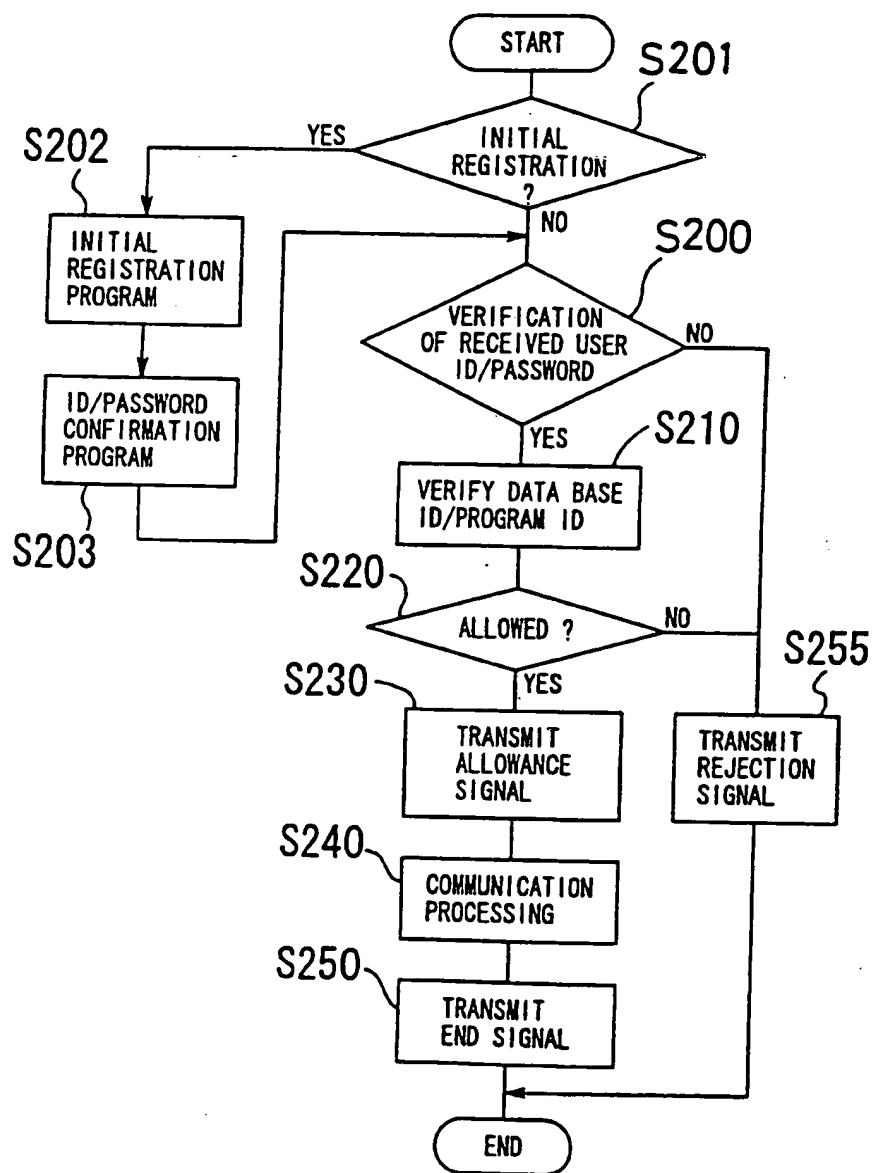 START
S201
INITIAL
REGISTRATION
?
YES
NO
S202
INITIAL
REGISTRATION
PROGRAM
ID/PASSWORD
CONFIRMATION
PROGRAM
S203
S200
VERIFICATION
OF RECEIVED USER
ID/PASSWORD
NO
YES
S210
VERIFY DATA BASE
ID/PROGRAM ID
S220
ALLOWED ?
NO
YES
S230
TRANSMIT
ALLOWANCE
SIGNAL
S255
TRANSMIT
REJECTION
SIGNAL
S240
COMMUNICATION
PROCESSING
S250
TRANSMIT
END SIGNAL
END